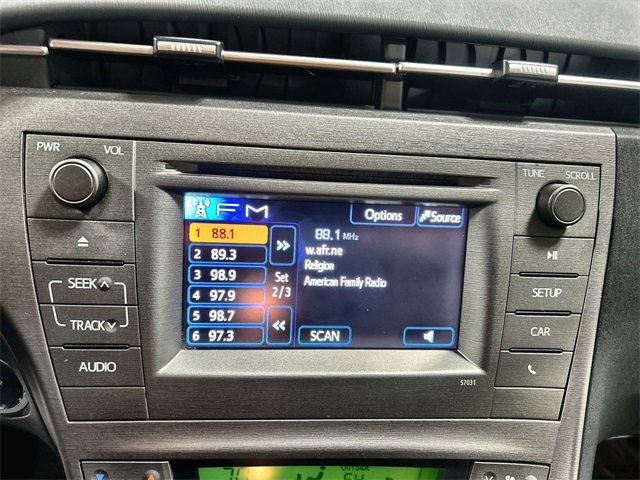 PWR VOL
TUNE SCROLL
FM
Options
Source
1 88.1
88.1 MHz
2 89.3
w.afr.ne
Religion
3 98.9
Set
American Family Radio
4 97.9
2/3
5 98.7
6 97.3
SCAN
SEEK
TRACK
AUDIO
SETUP
CAR
57031
OUTSIDE